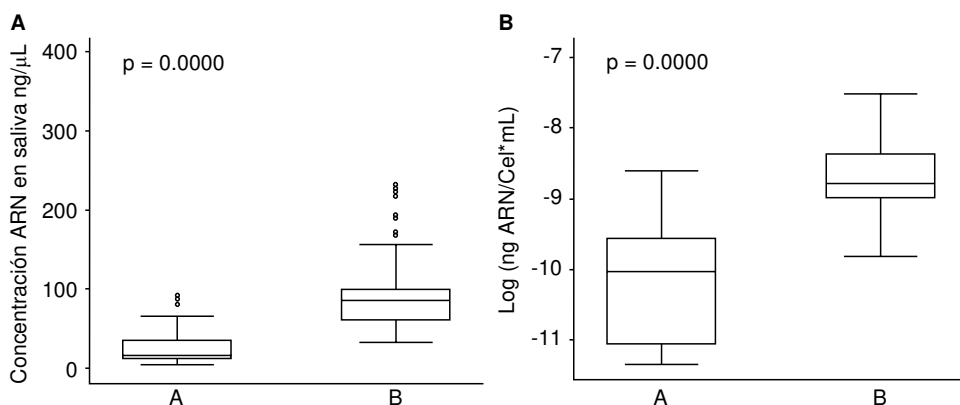 A
Concentración ARN en saliva ng/μL
400
300
200
100
0
p = 0.0000
A
B
B
Log (ng ARN/Cel*mL)
-7
-8
-9
-10
-11
p = 0.0000
A
B